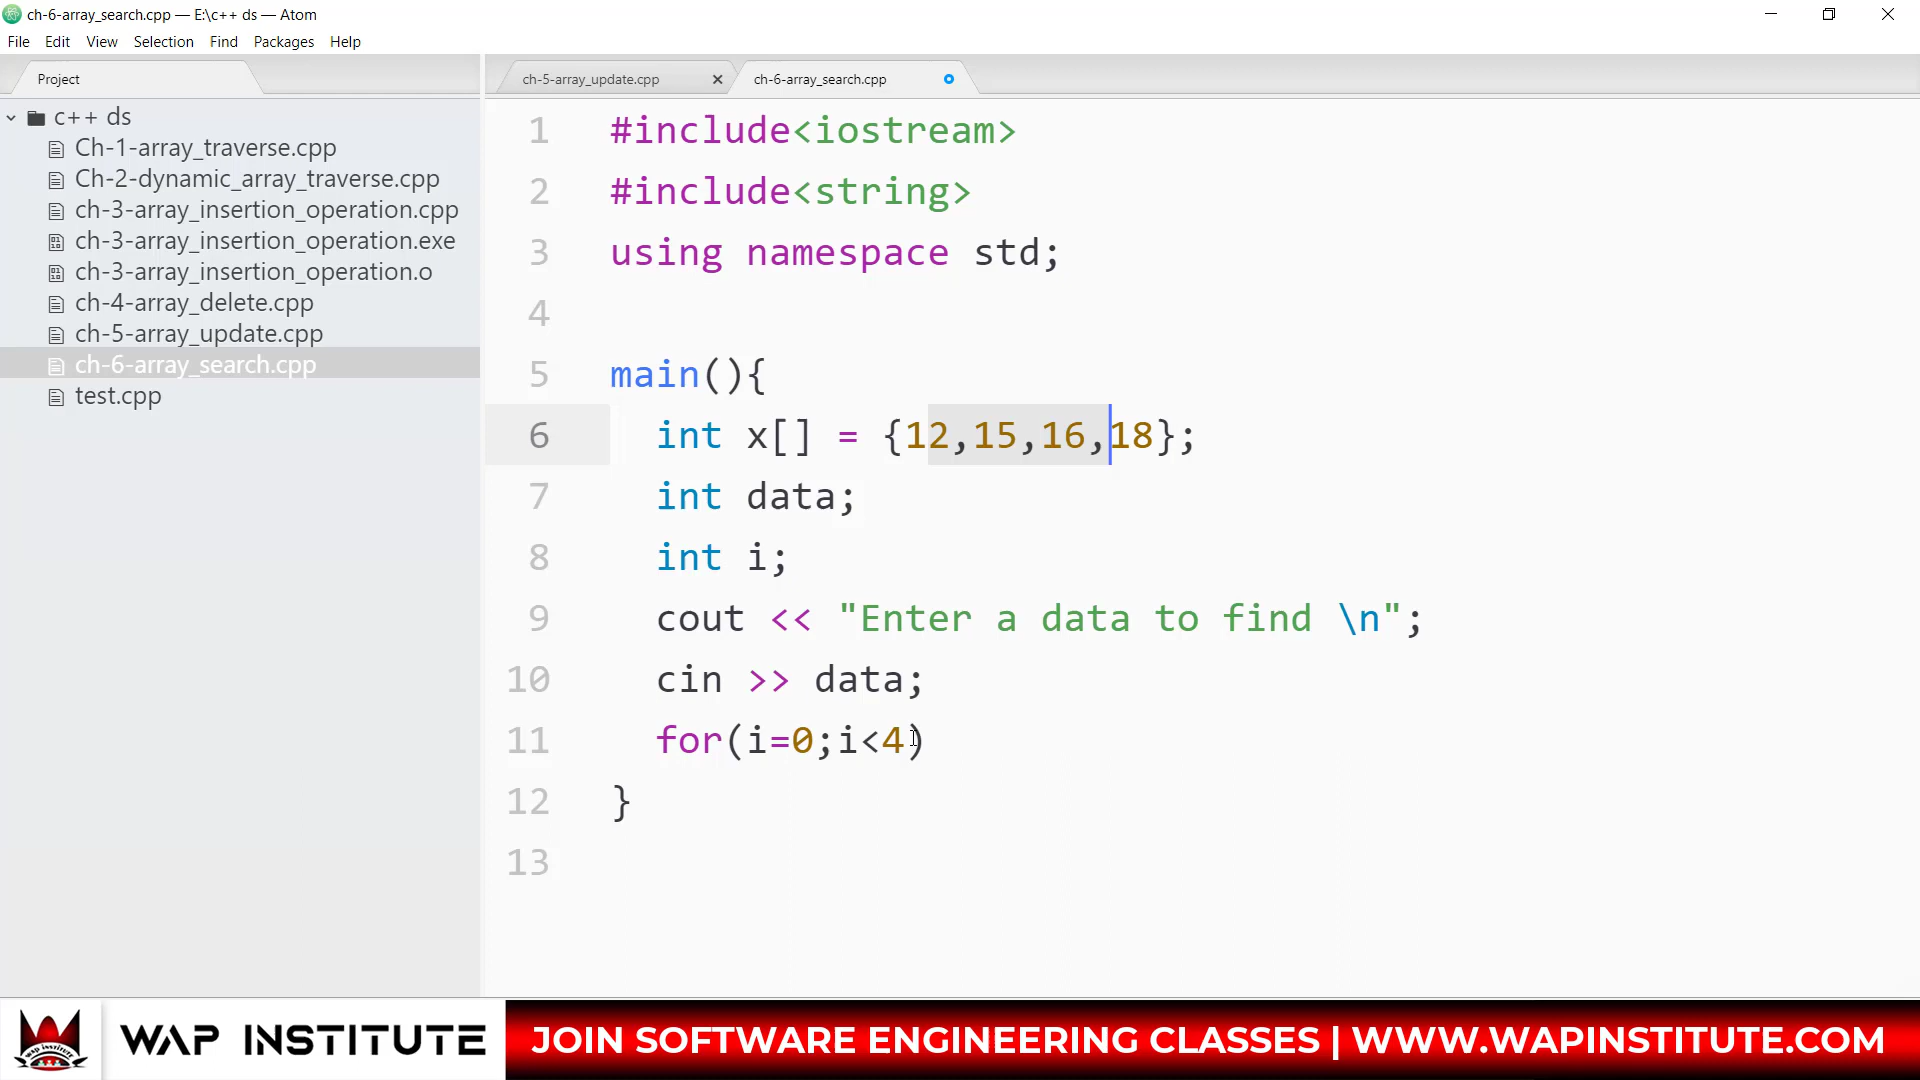 ch-6-array_search.cpp — E:\c++ ds — Atom
File Edit View Selection Find Packages Help
Project
c++ ds
Ch-1-array_traverse.cpp
Ch-2-dynamic_array_traverse.cpp
ch-3-array_insertion_operation.cpp
ch-3-array_insertion_operation.exe
ch-3-array_insertion_operation.o
ch-4-array_delete.cpp
ch-5-array_update.cpp
ch-6-array_search.cpp
test.cpp
ch-5-array_update.cpp ch-6-array_search.cpp
1 #include<iostream>
2 #include<string>
3 using namespace std;
4
5 main(){
6 int x[] = {12,15,16,18};
7 int data;
8 int i;
9 cout << "Enter a data to find \n";
10 cin >> data;
11 for(i=0;i<4)
12 }
13
WAP INSTITUTE
JOIN SOFTWARE ENGINEERING CLASSES | WWW.WAPINSTITUTE.COM